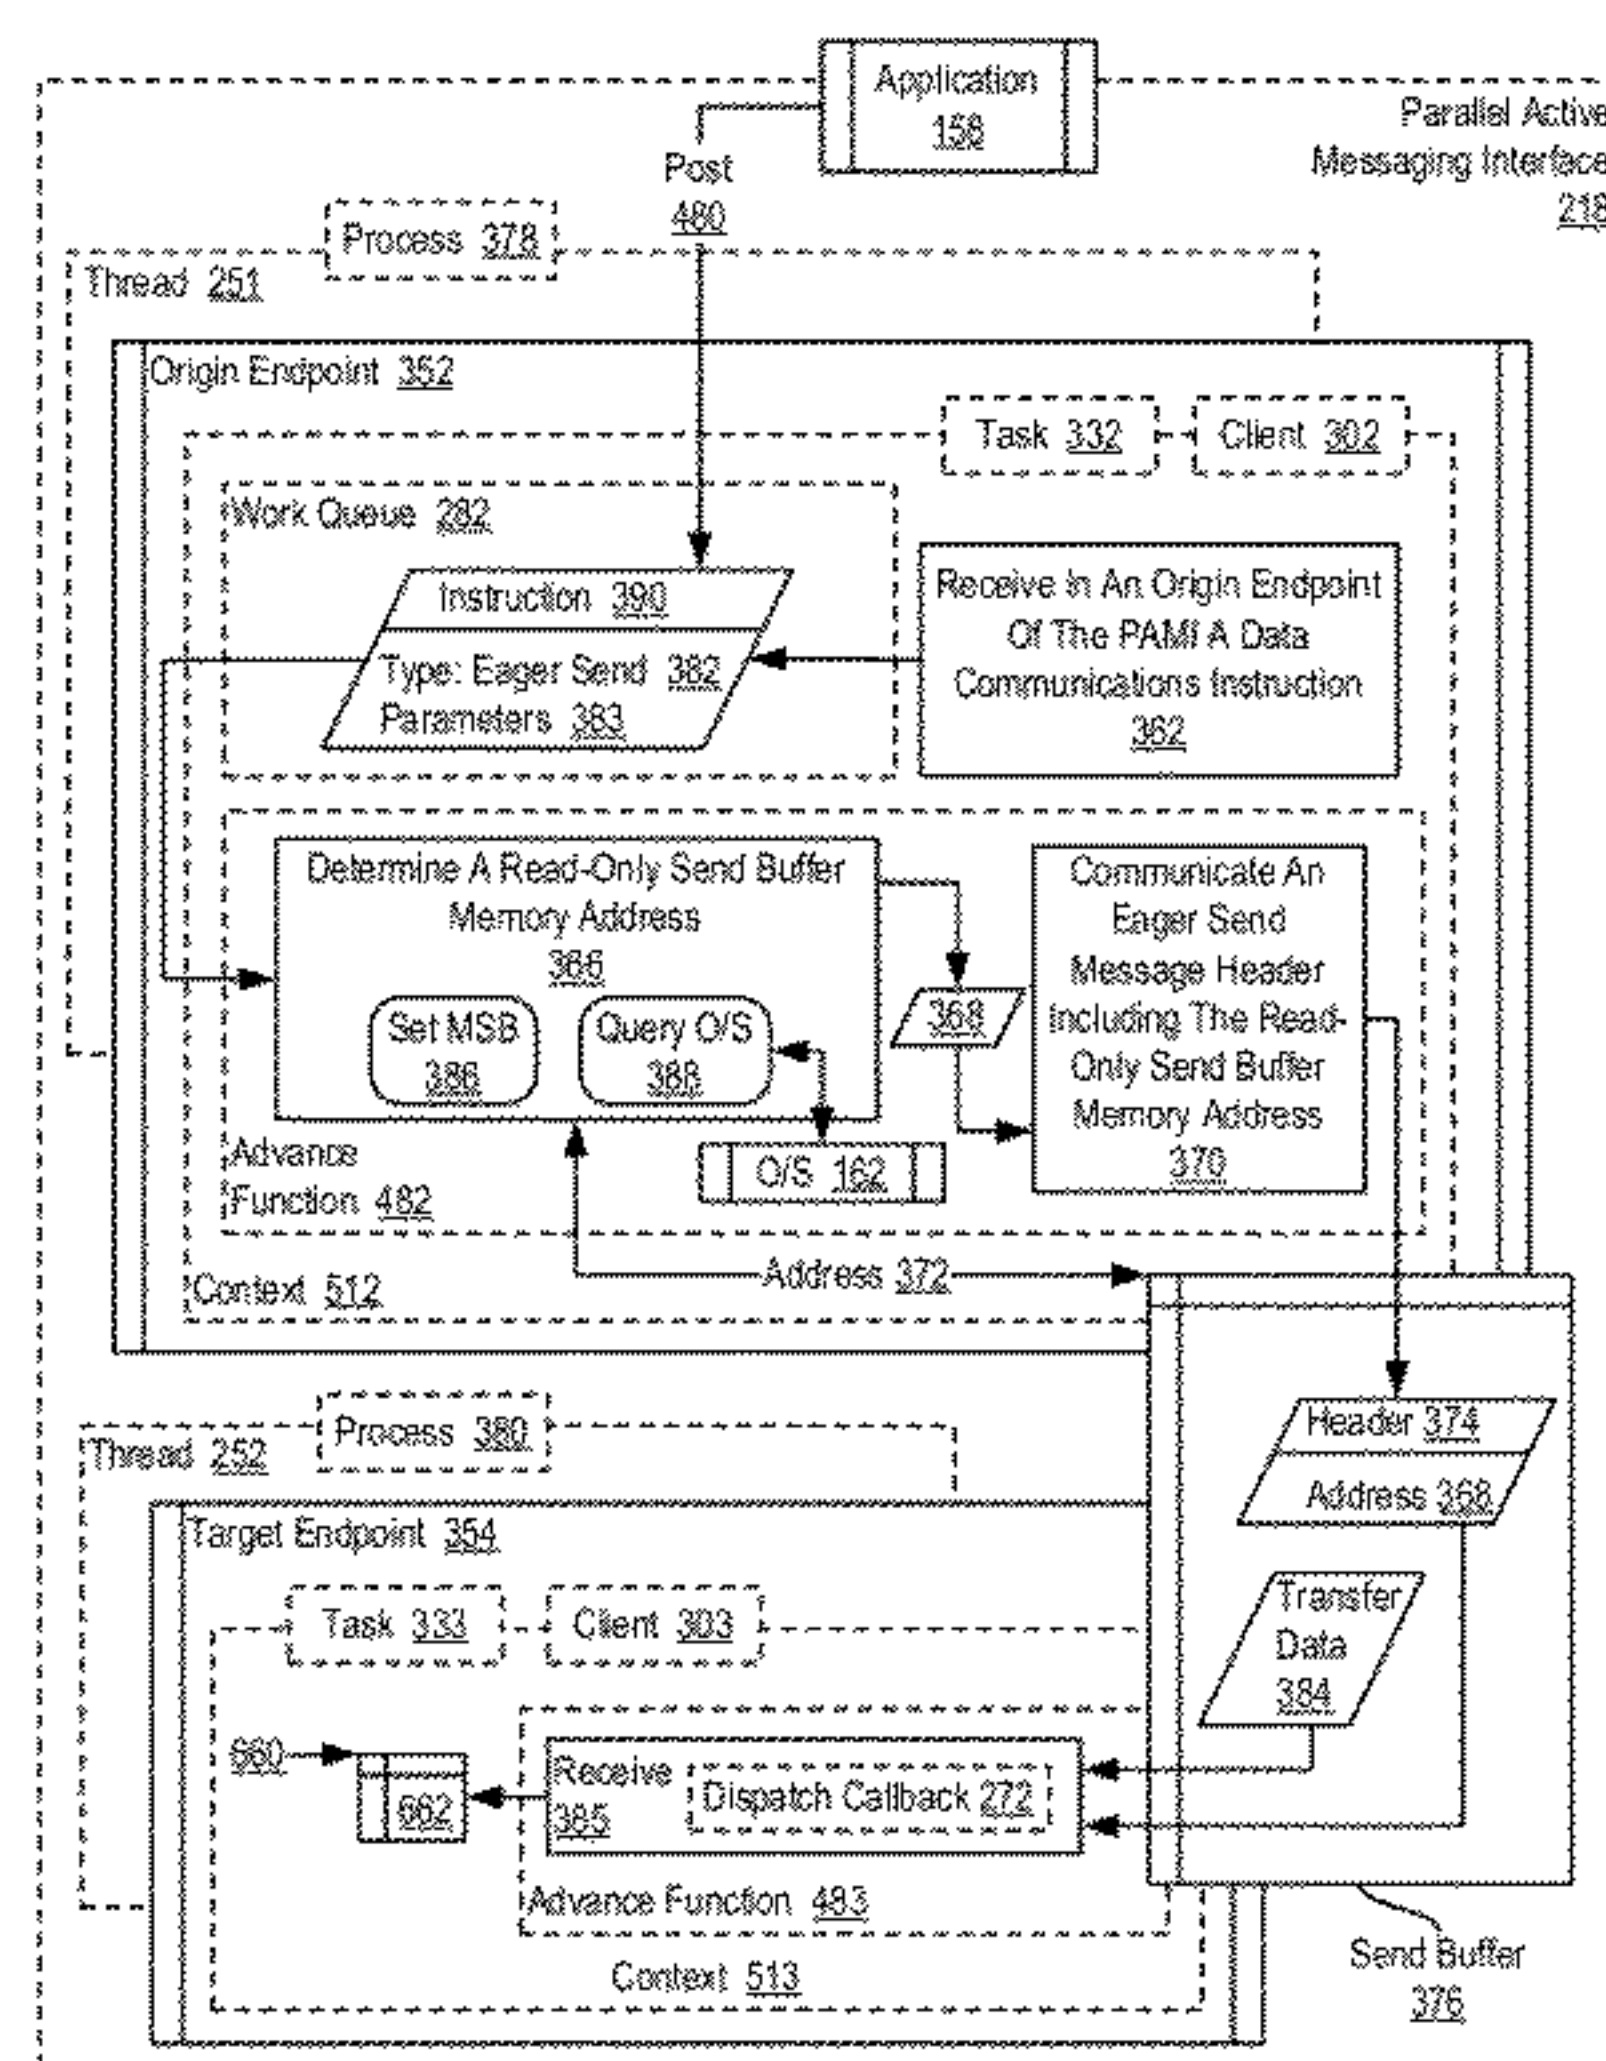 Application
158
Parallel Active
Messaging Interface
218
Post
480
Process 378
Thread 251
Origin Endpoint 352
Task 332
Client 302
Work Queue 282
Instruction 390
Type: Eager Send 382
Parameters 383
Receive In An Origin Endpoint
Of The PAMI A Data
Communications Instruction
362
Determine A Read-Only Send Buffer
Memory Address
366
Set MSB
386
Query O/S
388
368
Communicate An
Eager Send
Message Header
Including The Read-
Only Send Buffer
Memory Address
370
O/S 162
Advance
Function 482
Address 372
Context 512
Process 380
Thread 252
Header 374
Address 368
Target Endpoint 354
Task 333
Client 303
Transfer
Data
384
660
662
Receive
385
Dispatch Callback 272
Advance Function 483
Context 513
Send Buffer
376